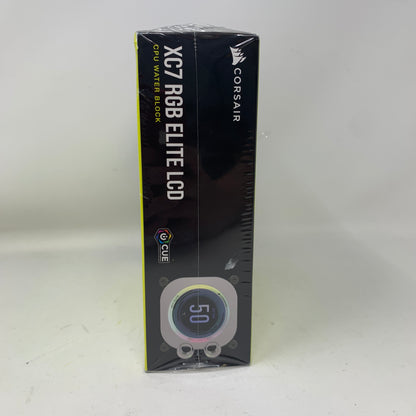 CORSAIR
XC7 RGB ELITE LCD
CPU WATER BLOCK
iCUE
50